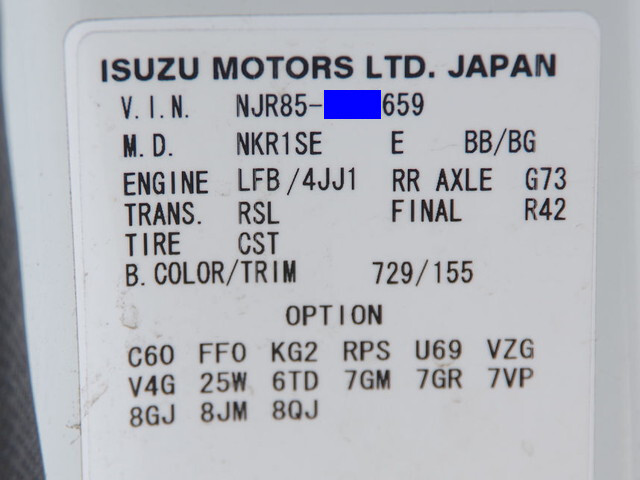 ISUZU MOTORS LTD. JAPAN
V.I.N. NJR85- 659
M.D. NKR1SE E BB/BG
ENGINE LFB/4JJ1 RR AXLE G73
TRANS. RSL FINAL R42
TIRE CST
B.COLOR/TRIM 729/155
OPTION
C60 FF0 KG2 RPS U69 VZG
V4G 25W 6TD 7GM 7GR 7VP
8GJ 8JM 8QJ